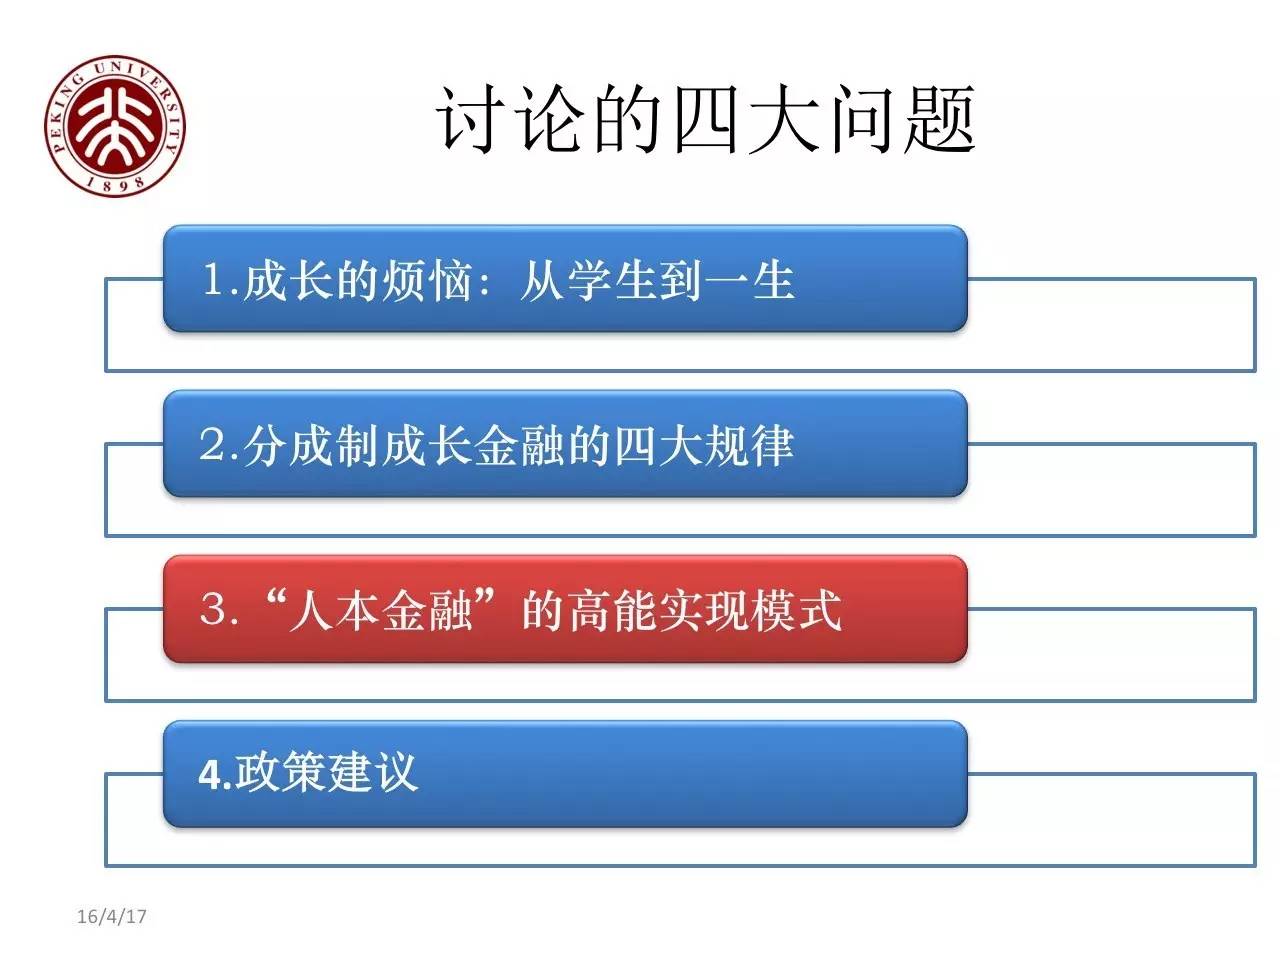 PEKING UNIVERSITY
1898
讨论的四大问题
1.成长的烦恼：从学生到一生
2.分成制成长金融的四大规律
3.“人本金融”的高能实现模式
4.政策建议
16/4/17